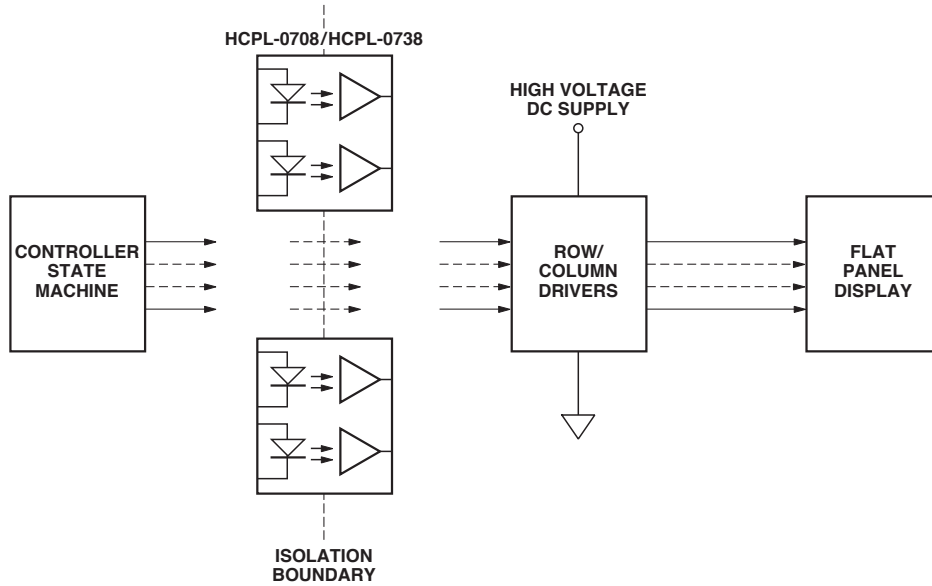 HCPL-0708/HCPL-0738
HIGH VOLTAGE
DC SUPPLY
CONTROLLER
STATE
MACHINE
ROW/
COLUMN
DRIVERS
FLAT
PANEL
DISPLAY
ISOLATION
BOUNDARY